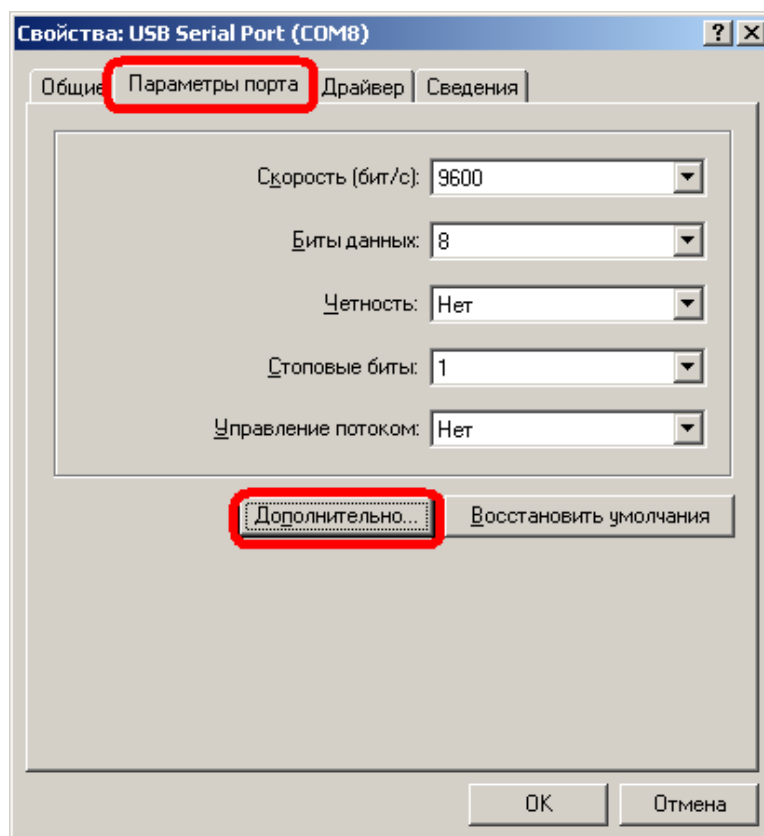 Свойства: USB Serial Port (COM8)
Общие Параметры порта Драйвер Сведения
Скорость (бит/с): 9600
Биты данных: 8
Четность: Нет
Стоповые биты: 1
Управление потоком: Нет
Дополнительно... Восстановить умолчания
OK Отмена